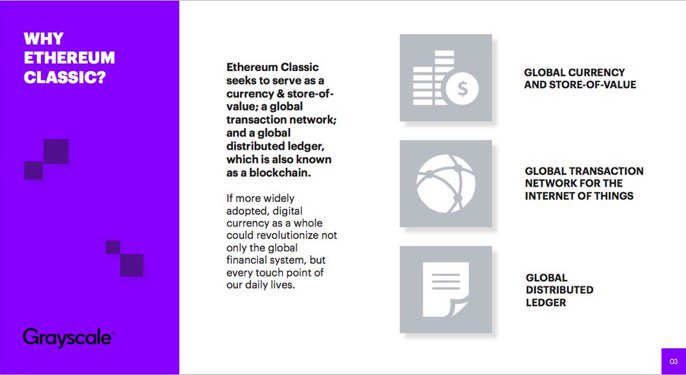 WHY
ETHEREUM
CLASSIC?
Ethereum Classic
seeks to serve as a
currency & store-of-
value; a global
transaction network;
and a global
distributed ledger,
which is also known
as a blockchain.
If more widely
adopted, digital
currency as a whole
could revolutionize not
only the global
financial system, but
every touch point of
our daily lives.
$
GLOBAL CURRENCY
AND STORE-OF-VALUE
GLOBAL TRANSACTION
NETWORK FOR THE
INTERNET OF THINGS
GLOBAL
DISTRIBUTED
LEDGER
Grayscale®
03